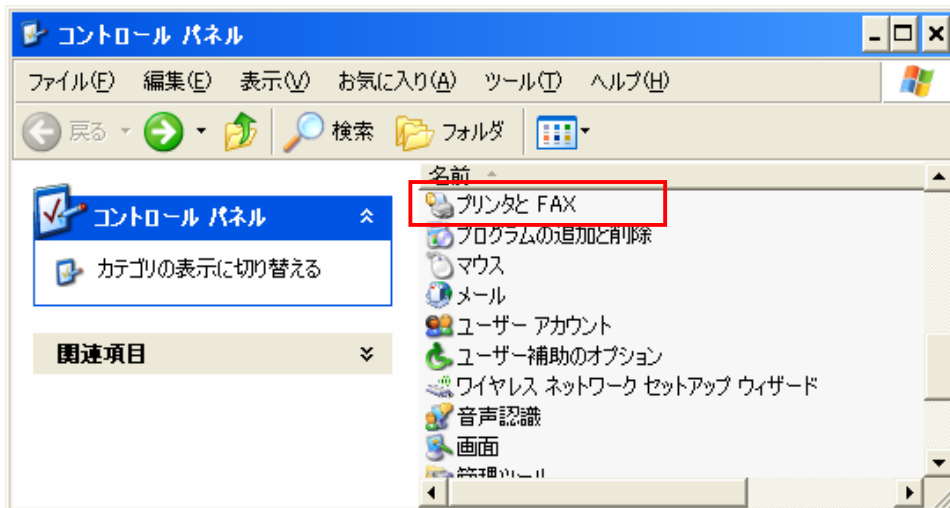 コントロール パネル
ファイル(F) 編集(E) 表示(V) お気に入り(A) ツール(T) ヘルプ(H)
戻る 検索 フォルダ
コントロール パネル
カテゴリの表示に切り替える
関連項目
名前
プリンタと FAX
プログラムの追加と削除
マウス
メール
ユーザー アカウント
ユーザー補助のオプション
ワイヤレス ネットワーク セットアップ ウィザード
音声認識
画面
管理ツール